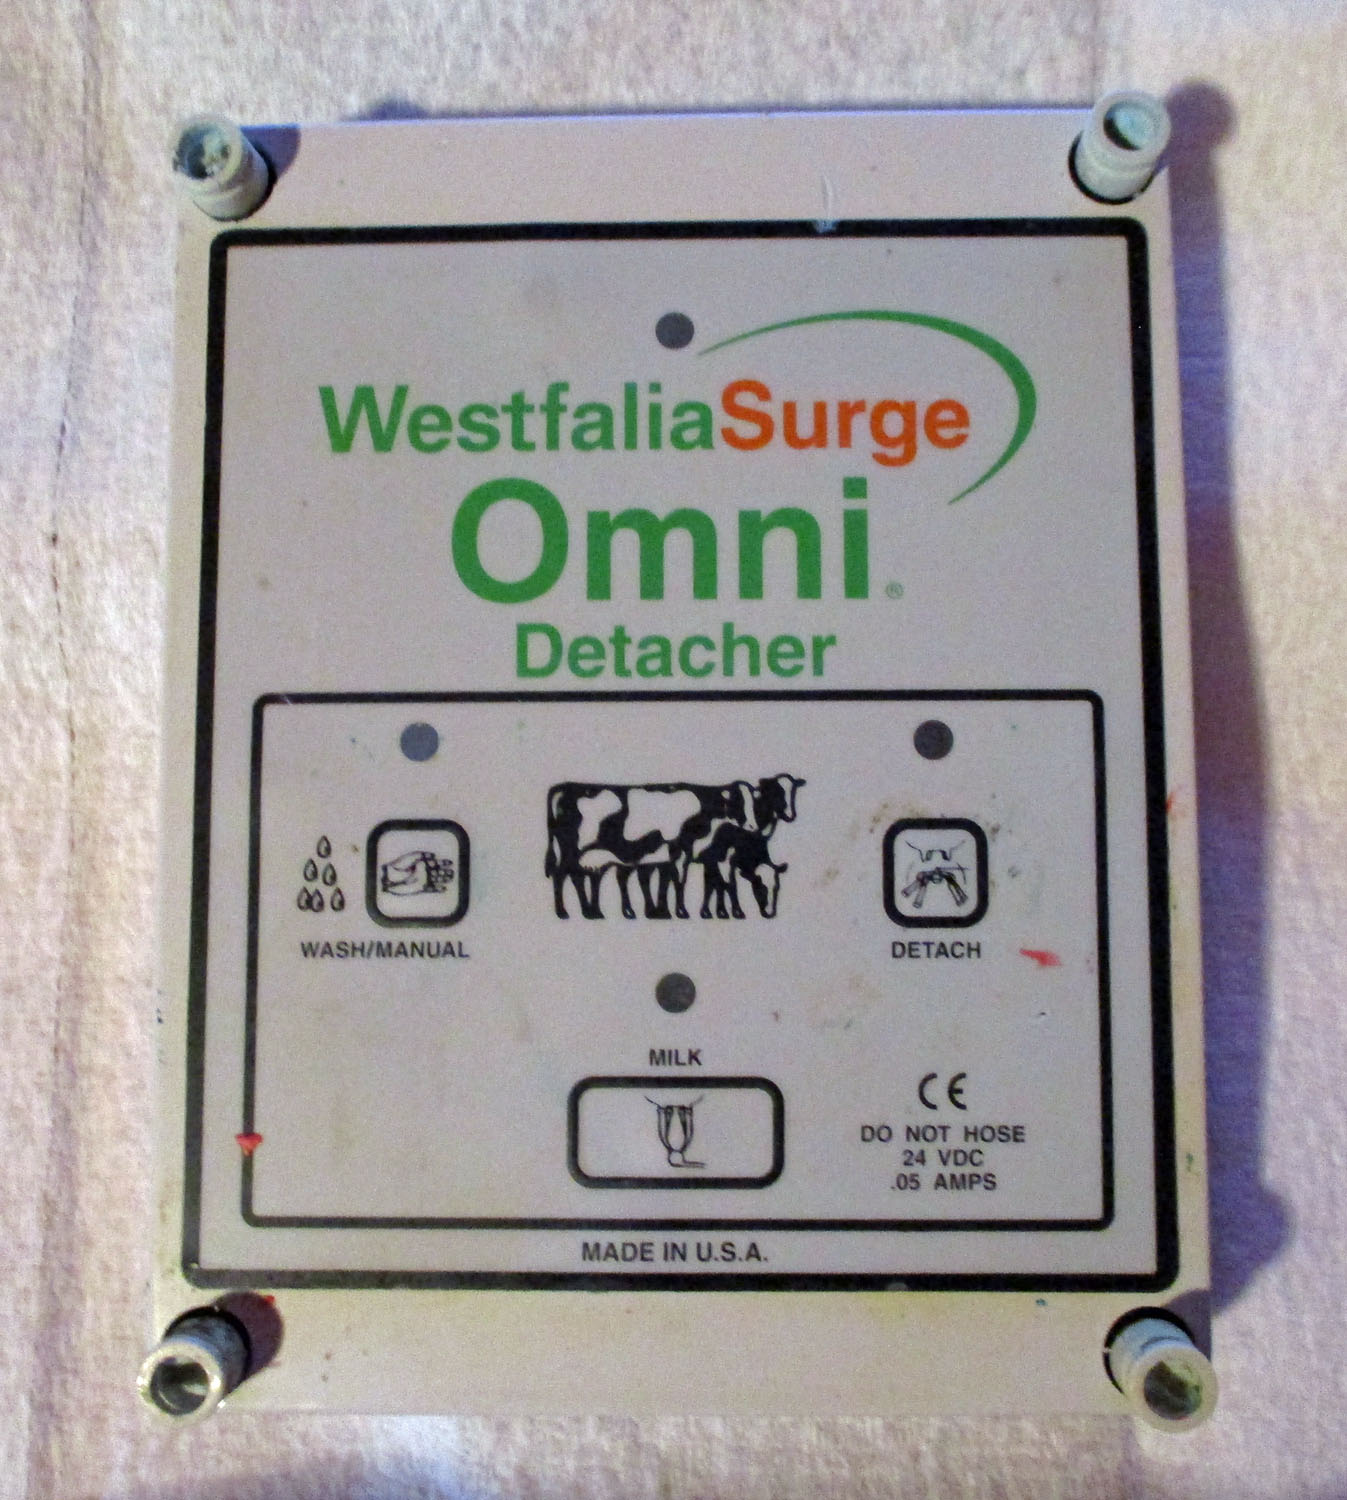 WestfaliaSurge
Omni®
Detacher
WASH/MANUAL
DETACH
MILK
CE
DO NOT HOSE
24 VDC
.05 AMPS
MADE IN U.S.A.